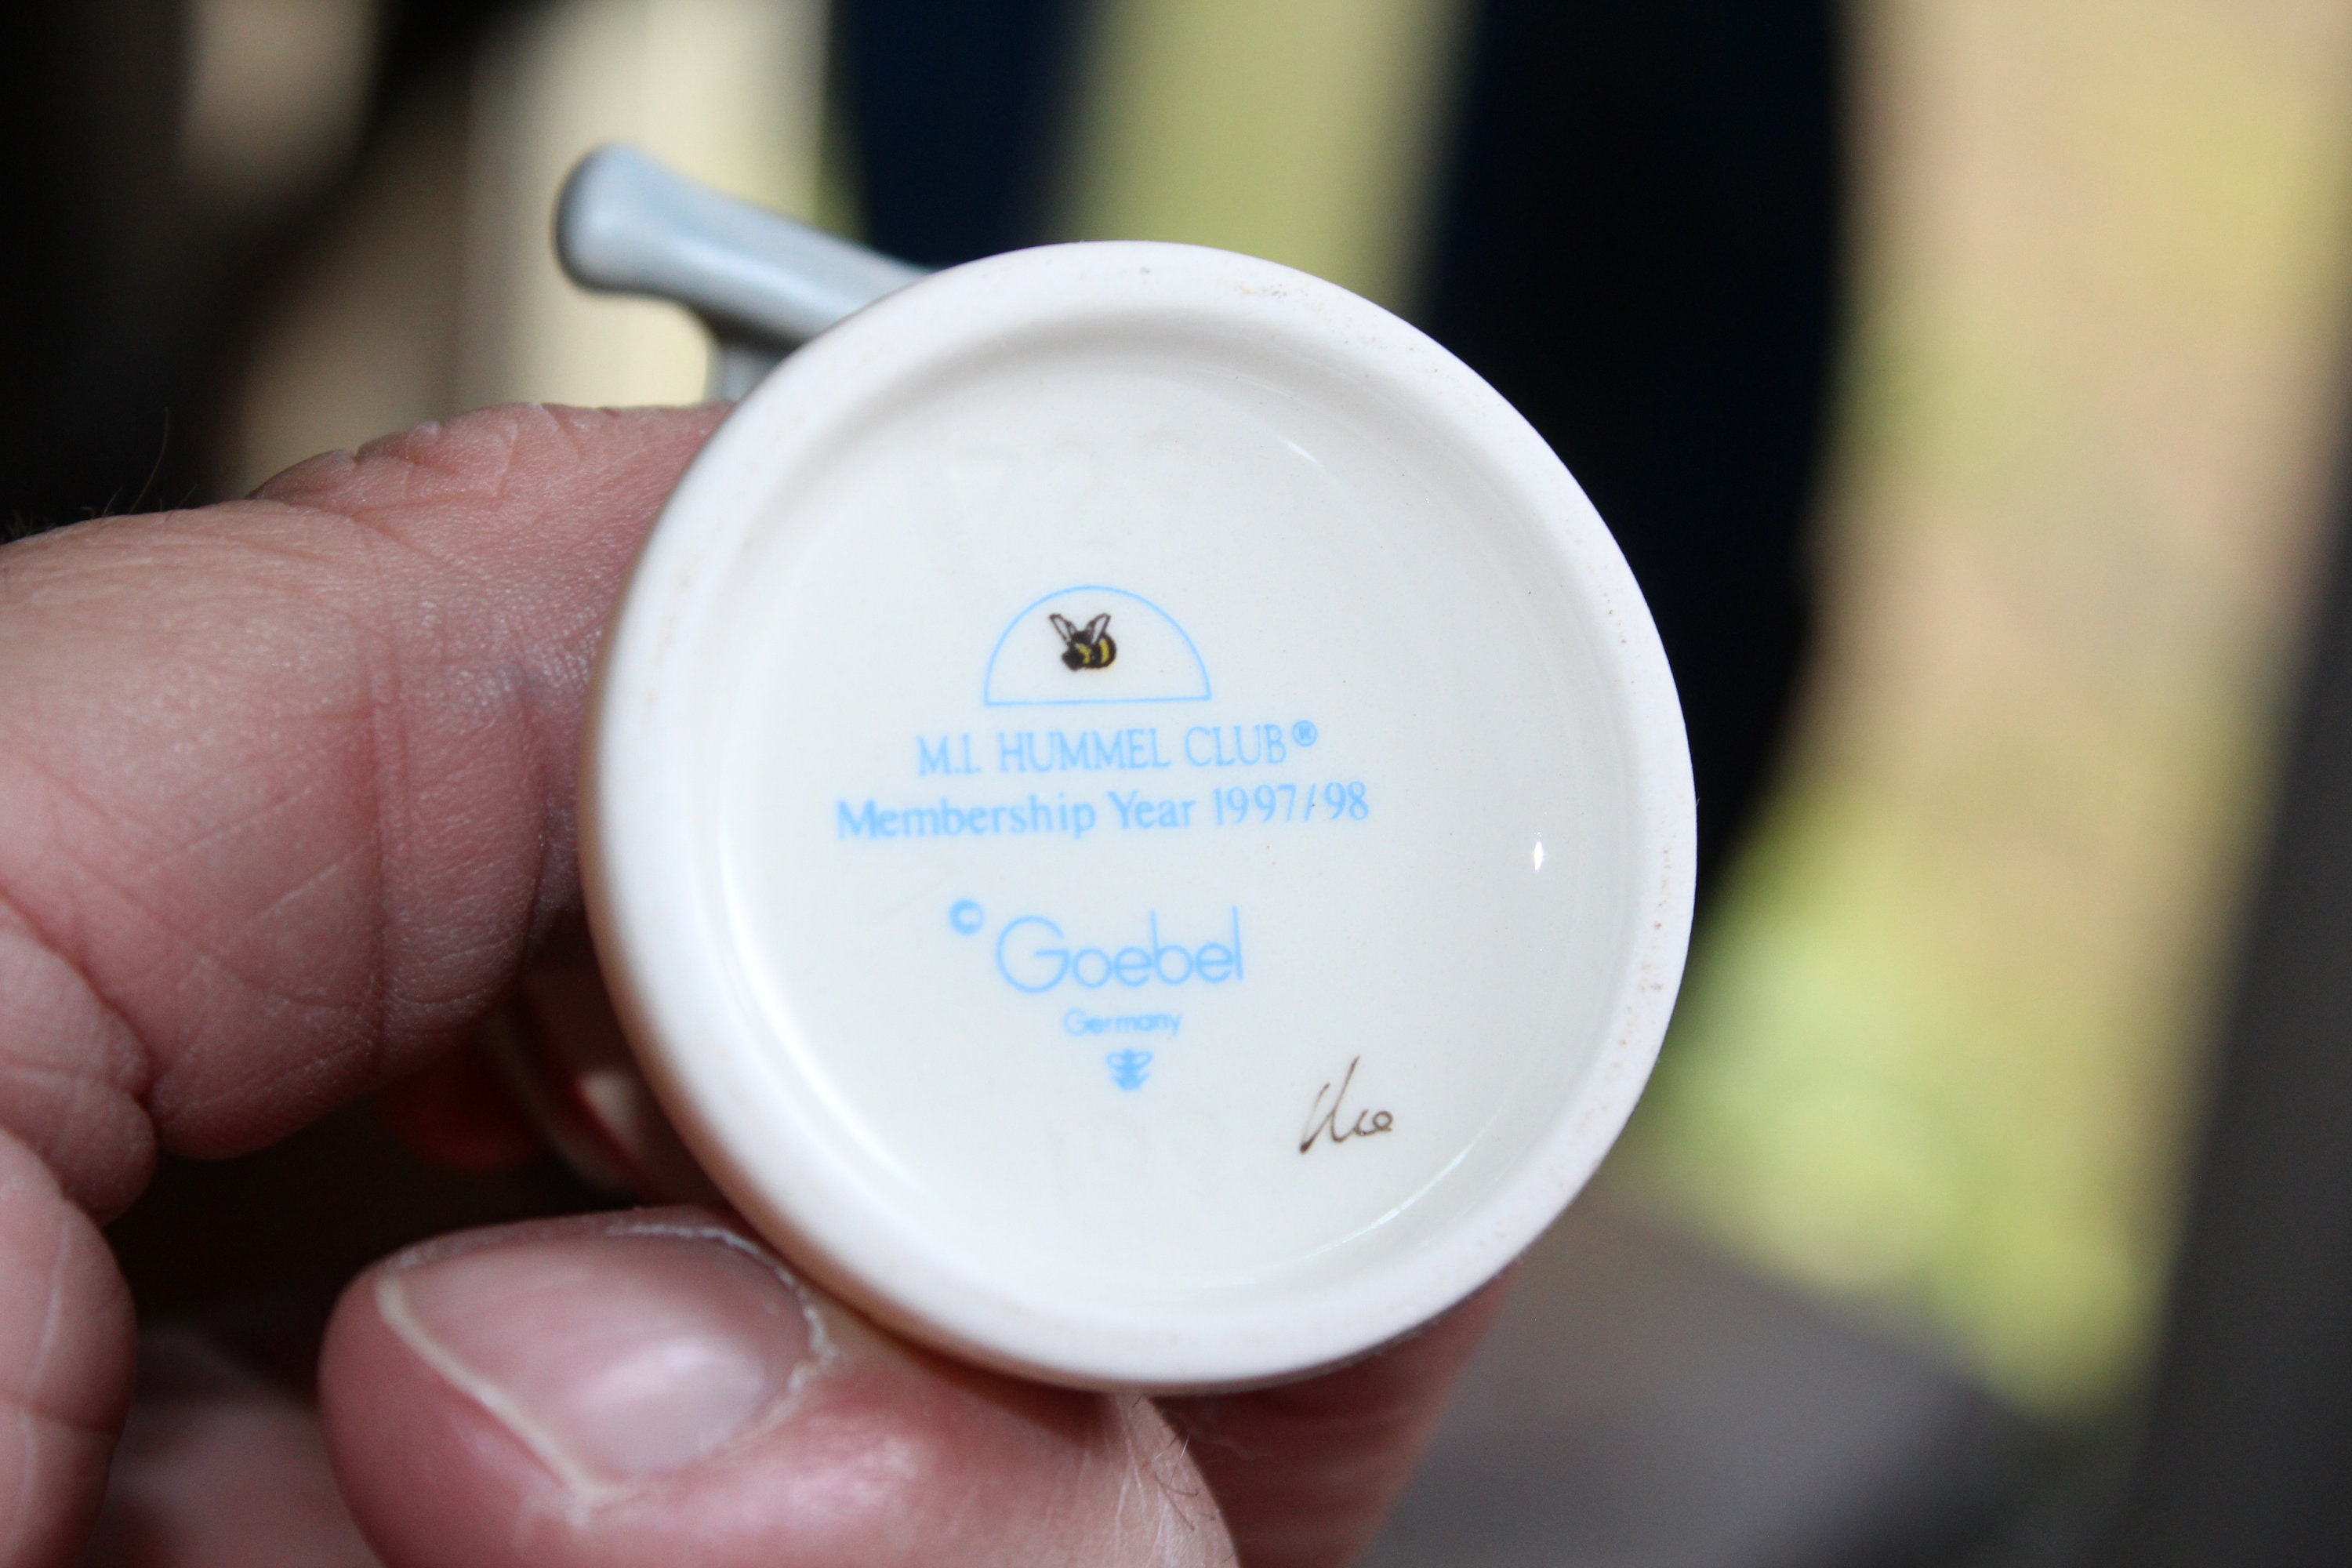 M.I. HUMMEL CLUB®
Membership Year 1997/98
© Goebel
Germany